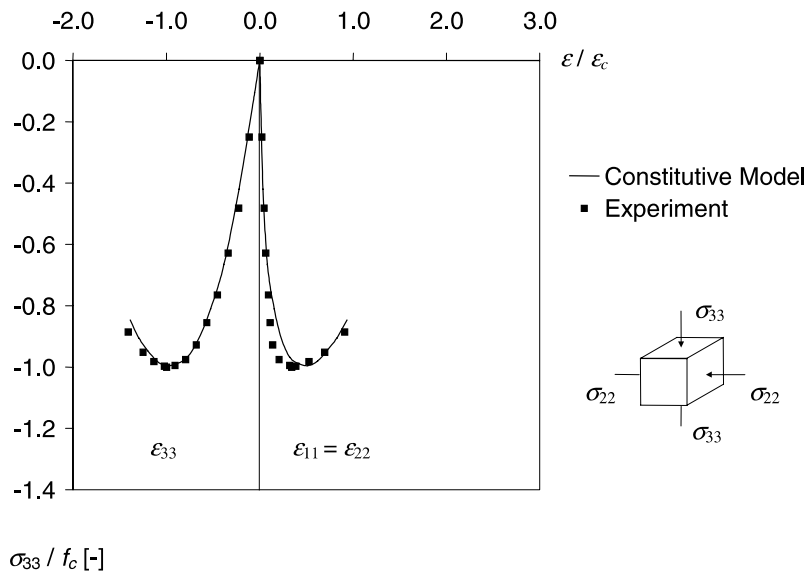 -2.0 -1.0 0.0 1.0 2.0 3.0
ε / ε_c
0.0
-0.2
-0.4
-0.6
-0.8
-1.0
-1.2
-1.4
Constitutive Model
Experiment
σ33
σ22 σ22
σ33
ε33 ε11 = ε22
σ33 / f_c [-]